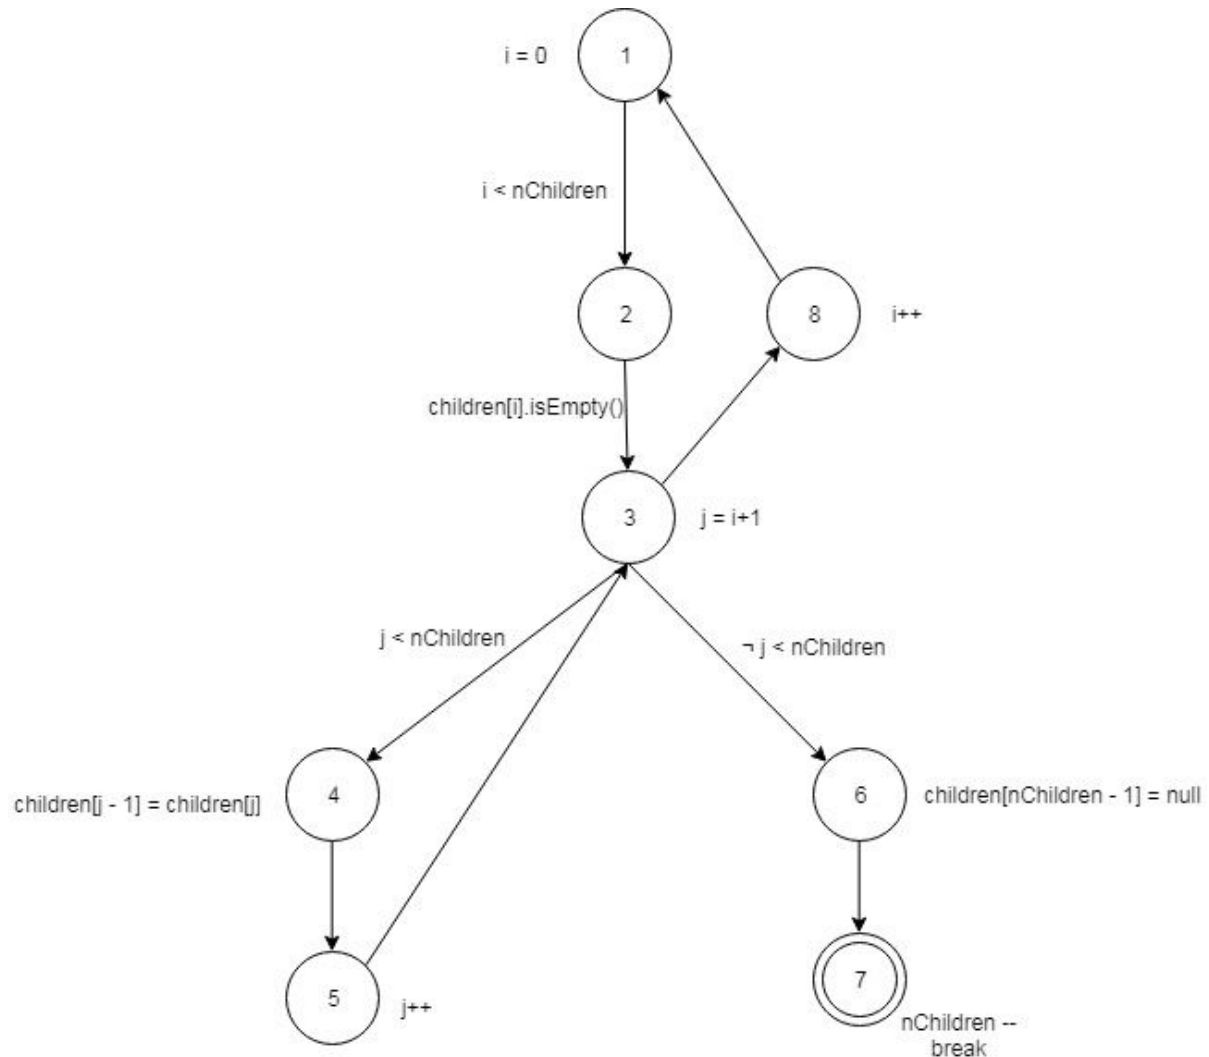 i = 0
1
i < nChildren
2
8
i++
children[i].isEmpty()
3
j = i+1
j < nChildren
¬ j < nChildren
children[j - 1] = children[j]
4
6
children[nChildren - 1] = null
5
j++
7
nChildren --
break